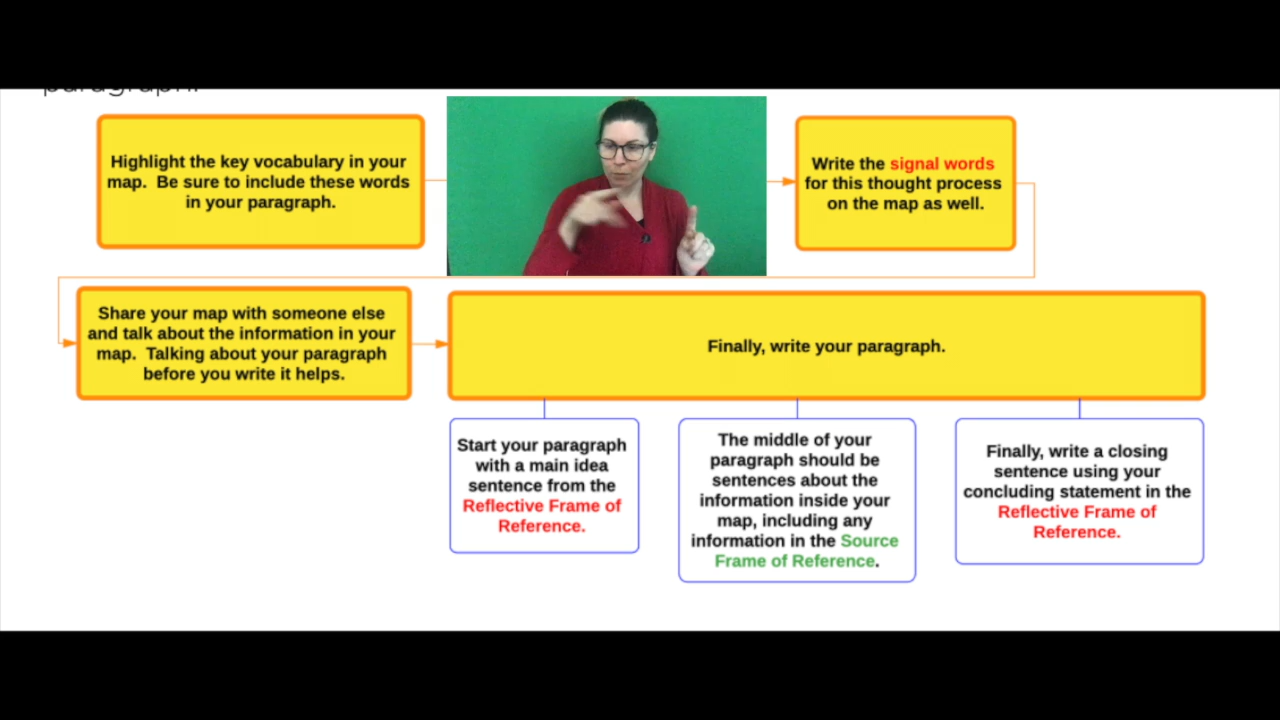 paragraph.
Highlight the key vocabulary in your
map. Be sure to include these words
in your paragraph.
Write the signal words
for this thought process
on the map as well.
Share your map with someone else
and talk about the information in your
map. Talking about your paragraph
before you write it helps.
Finally, write your paragraph.
Start your paragraph
with a main idea
sentence from the
Reflective Frame of
Reference.
The middle of your
paragraph should be
sentences about the
information inside your
map, including any
information in the Source
Frame of Reference.
Finally, write a closing
sentence using your
concluding statement in the
Reflective Frame of
Reference.